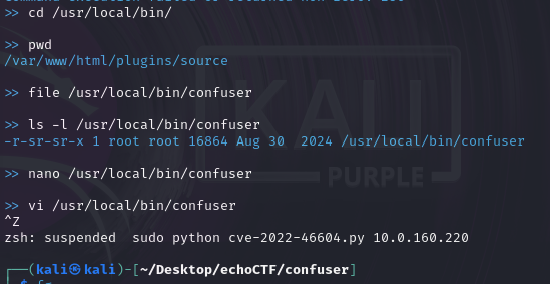 >> cd /usr/local/bin/
>> pwd
/var/www/html/plugins/source
>> file /usr/local/bin/confuser
>> ls -l /usr/local/bin/confuser
-r-sr-sr-x 1 root root 16864 Aug 30  2024 /usr/local/bin/confuser
>> nano /usr/local/bin/confuser
>> vi /usr/local/bin/confuser
^Z
zsh: suspended  sudo python cve-2022-46604.py 10.0.160.220
┌──(kali㉿kali)-[~/Desktop/echoCTF/confuser]
KALI
PURPLE